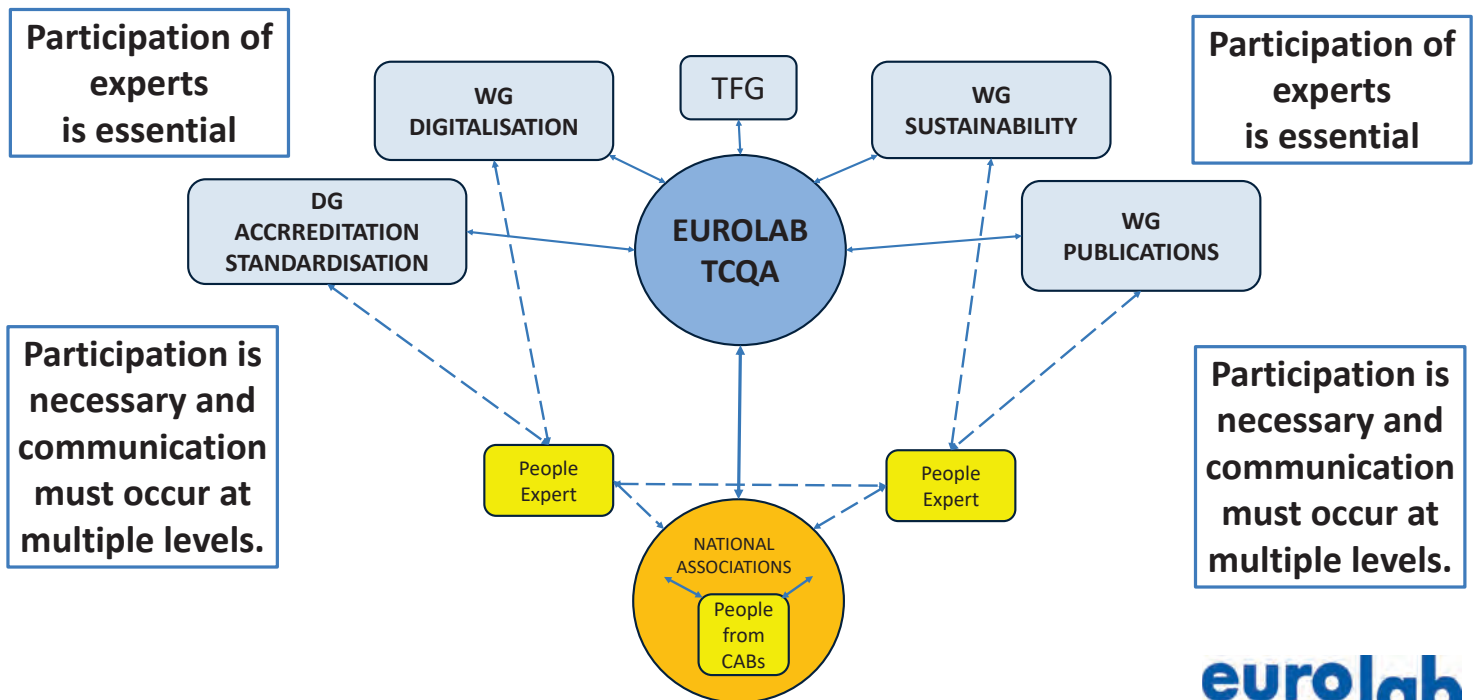 Participation of
experts
is essential
WG
DIGITALISATION
TFG
WG
SUSTAINABILITY
Participation of
experts
is essential
DG
ACCRREDITATION
STANDARDISATION
EUROLAB
TCQA
WG
PUBLICATIONS
Participation is
necessary and
communication
must occur at
multiple levels.
People
Expert
People
Expert
Participation is
necessary and
communication
must occur at
multiple levels.
NATIONAL
ASSOCIATIONS
People
from
CABs
eurolab